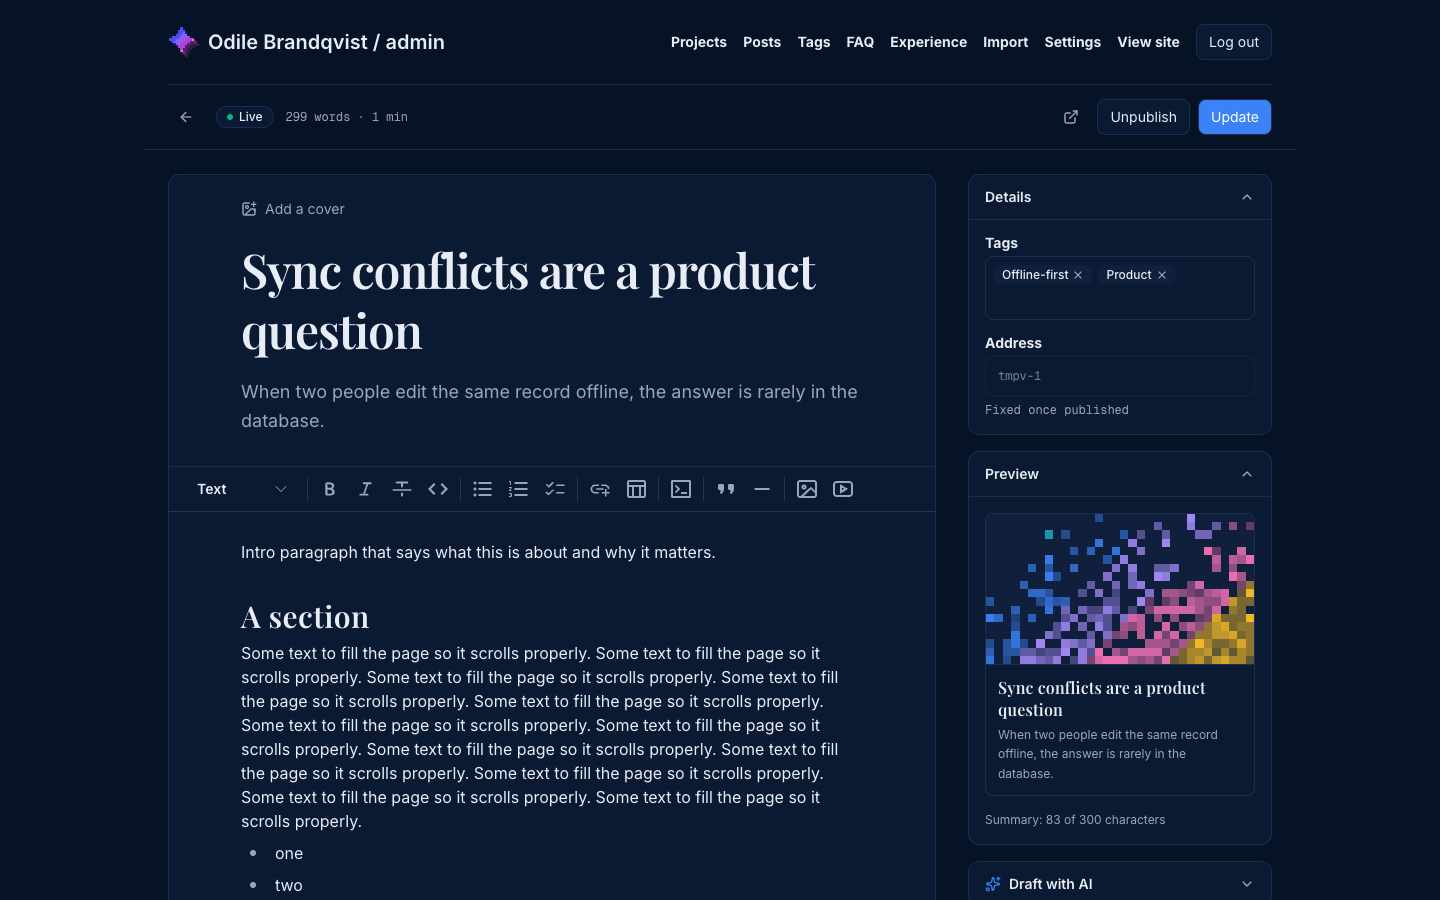 Odile Brandqvist / admin
Projects Posts Tags FAQ Experience Import Settings View site Log out
Live 299 words · 1 min Unpublish Update
Add a cover
Sync conflicts are a product
question
When two people edit the same record offline, the answer is rarely in the
database.
Text
Intro paragraph that says what this is about and why it matters.
A section
Some text to fill the page so it scrolls properly. Some text to fill the page so it
scrolls properly. Some text to fill the page so it scrolls properly. Some text to fill
the page so it scrolls properly. Some text to fill the page so it scrolls properly.
Some text to fill the page so it scrolls properly. Some text to fill the page so it
scrolls properly. Some text to fill the page so it scrolls properly. Some text to fill
the page so it scrolls properly. Some text to fill the page so it scrolls properly.
Some text to fill the page so it scrolls properly. Some text to fill the page so it
scrolls properly.
one
two
Details
Tags
Offline-first Product
Address
tmpv-1
Fixed once published
Preview
Sync conflicts are a product
question
When two people edit the same record
offline, the answer is rarely in the
database.
Summary: 83 of 300 characters
Draft with AI